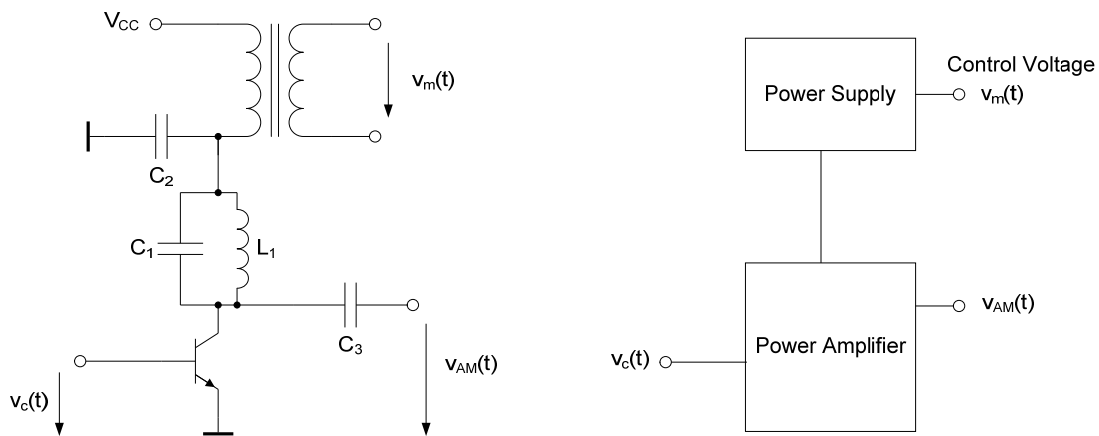 VCC
vm(t)
C2
C1
L1
C3
vc(t)
vAM(t)
Power Supply
Control Voltage
vm(t)
Power Amplifier
vAM(t)
vc(t)